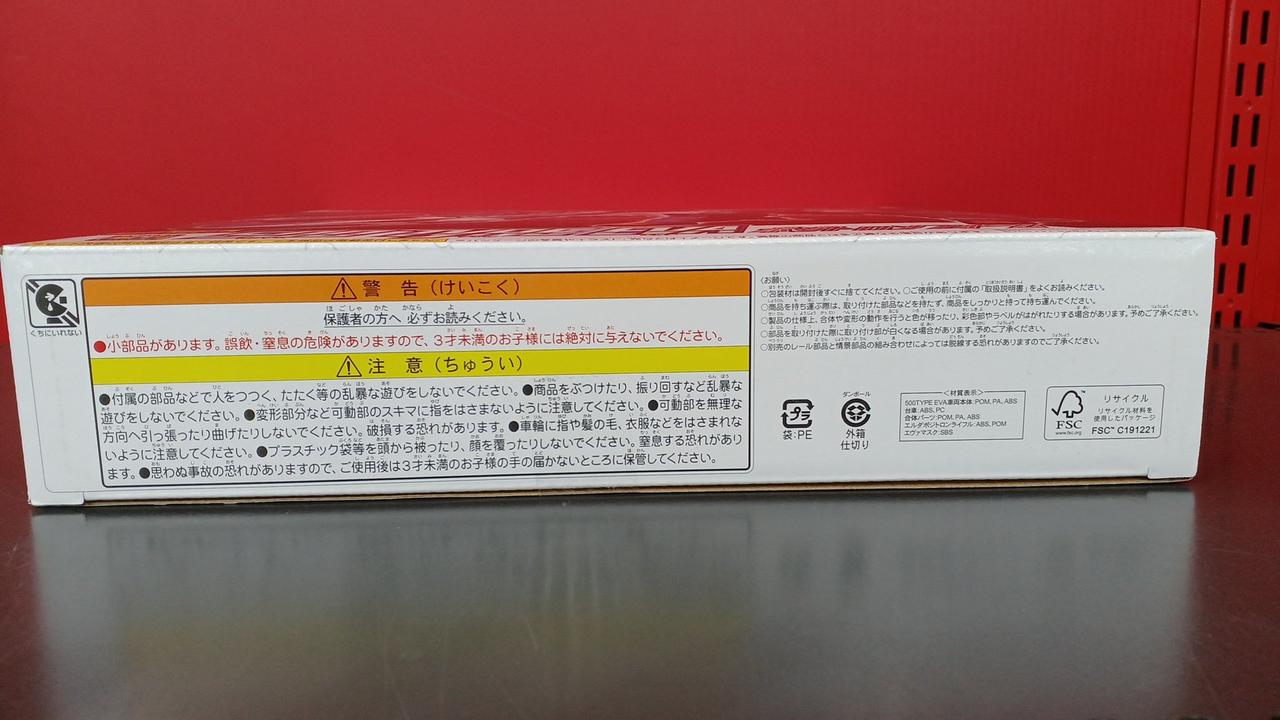 くちにいれない
警 告（けいこく）
保護者の方へ 必ずお読みください。
●小部品があります。誤飲・窒息の危険がありますので、3才未満のお子様には絶対に与えないでください。
注 意（ちゅうい）
●付属の部品などで人をつつく、たたく等の乱暴な遊びをしないでください。●商品をぶつけたり、振り回すなど乱暴な
遊びをしないでください。●変形部分など可動部のスキマに指をはさまないように注意してください。●可動部を無理な
方向へ引っ張ったり曲げたりしないでください。破損する恐れがあります。●車輪に指や髪の毛、衣服などをはさまれな
いように注意してください。●プラスチック袋等を頭から被ったり、顔を覆ったりしないでください。窒息する恐れがあり
ます。●思わぬ事故の恐れがありますので、ご使用後は3才未満のお子様の手の届かないところに保管してください。
〈お願い〉
○包装材は開封後すぐに捨ててください。○ご使用の前に付属の「取扱説明書」をよくお読みください。
○商品を持ち運ぶ際は、取り付けた部品などを持たず、商品をしっかりと持って持ち運んでください。
○製品の仕様上、合体や変形の動作を行うと色が移ったり、彩色部やラベルがはがれたりする場合があります。予めご了承ください。
○部品を取り付けた際に取り付け部が白くなる場合があります。予めご了承ください。
○別売のレール部品と情景部品の組み合わせによっては脱線する恐れがありますのでご了承ください。
プラ
袋:PE
ダンボール
外箱
仕切り
＜材質表示＞
500TYPE EVA車両本体：POM, PA, ABS
台車：ABS, PC
合体パーツ：POM, PA, ABS
エルダポジトロンライフル：ABS, POM
エヴァマスク：SBS
FSC
www.fsc.org
リサイクル
リサイクル材料を
使用したパッケージ
FSC™ C191221